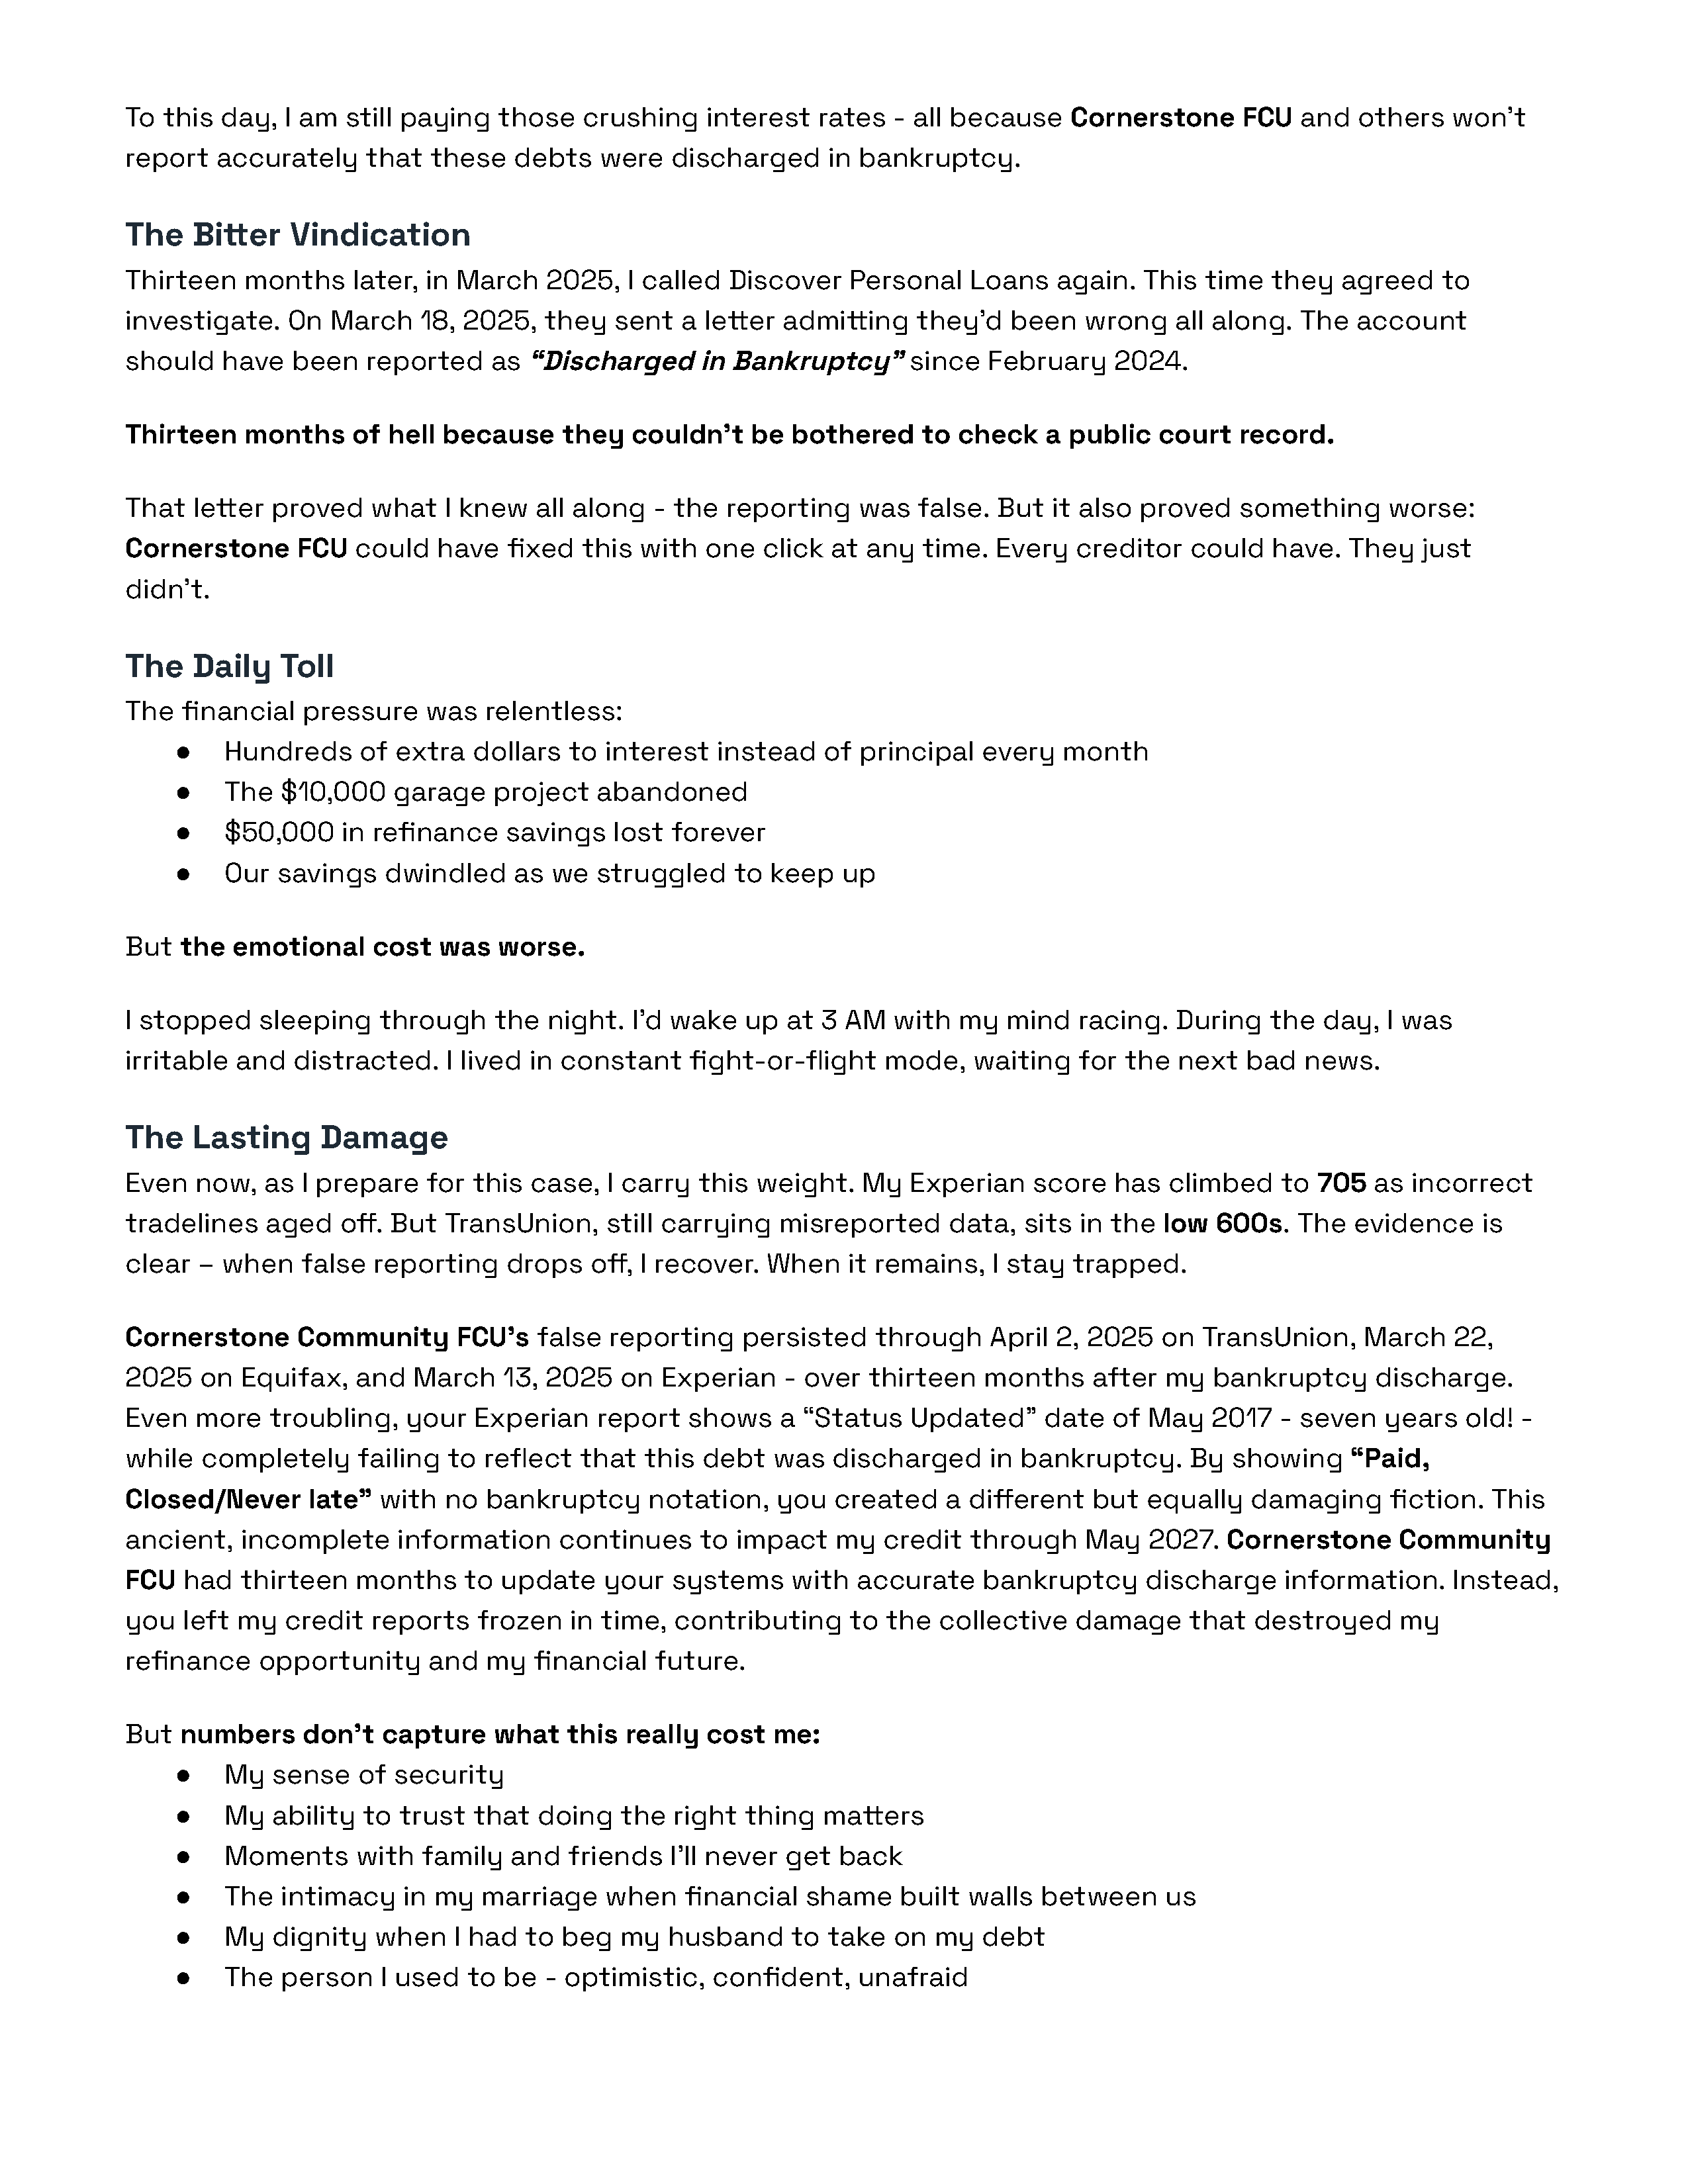 To this day, I am still paying those crushing interest rates - all because Cornerstone FCU and others won't
report accurately that these debts were discharged in bankruptcy.
The Bitter Vindication
Thirteen months later, in March 2025, I called Discover Personal Loans again. This time they agreed to
investigate. On March 18, 2025, they sent a letter admitting they'd been wrong all along. The account
should have been reported as “Discharged in Bankruptcy” since February 2024.
Thirteen months of hell because they couldn't be bothered to check a public court record.
That letter proved what I knew all along - the reporting was false. But it also proved something worse:
Cornerstone FCU could have fixed this with one click at any time. Every creditor could have. They just
didn't.
The Daily Toll
The financial pressure was relentless:
● Hundreds of extra dollars to interest instead of principal every month
● The $10,000 garage project abandoned
● $50,000 in refinance savings lost forever
● Our savings dwindled as we struggled to keep up
But the emotional cost was worse.
I stopped sleeping through the night. I'd wake up at 3 AM with my mind racing. During the day, I was
irritable and distracted. I lived in constant fight-or-flight mode, waiting for the next bad news.
The Lasting Damage
Even now, as I prepare for this case, I carry this weight. My Experian score has climbed to 705 as incorrect
tradelines aged off. But TransUnion, still carrying misreported data, sits in the low 600s. The evidence is
clear – when false reporting drops off, I recover. When it remains, I stay trapped.
Cornerstone Community FCU's false reporting persisted through April 2, 2025 on TransUnion, March 22,
2025 on Equifax, and March 13, 2025 on Experian - over thirteen months after my bankruptcy discharge.
Even more troubling, your Experian report shows a “Status Updated” date of May 2017 - seven years old! -
while completely failing to reflect that this debt was discharged in bankruptcy. By showing “Paid,
Closed/Never late” with no bankruptcy notation, you created a different but equally damaging fiction. This
ancient, incomplete information continues to impact my credit through May 2027. Cornerstone Community
FCU had thirteen months to update your systems with accurate bankruptcy discharge information. Instead,
you left my credit reports frozen in time, contributing to the collective damage that destroyed my
refinance opportunity and my financial future.
But numbers don't capture what this really cost me:
● My sense of security
● My ability to trust that doing the right thing matters
● Moments with family and friends I'll never get back
● The intimacy in my marriage when financial shame built walls between us
● My dignity when I had to beg my husband to take on my debt
● The person I used to be - optimistic, confident, unafraid